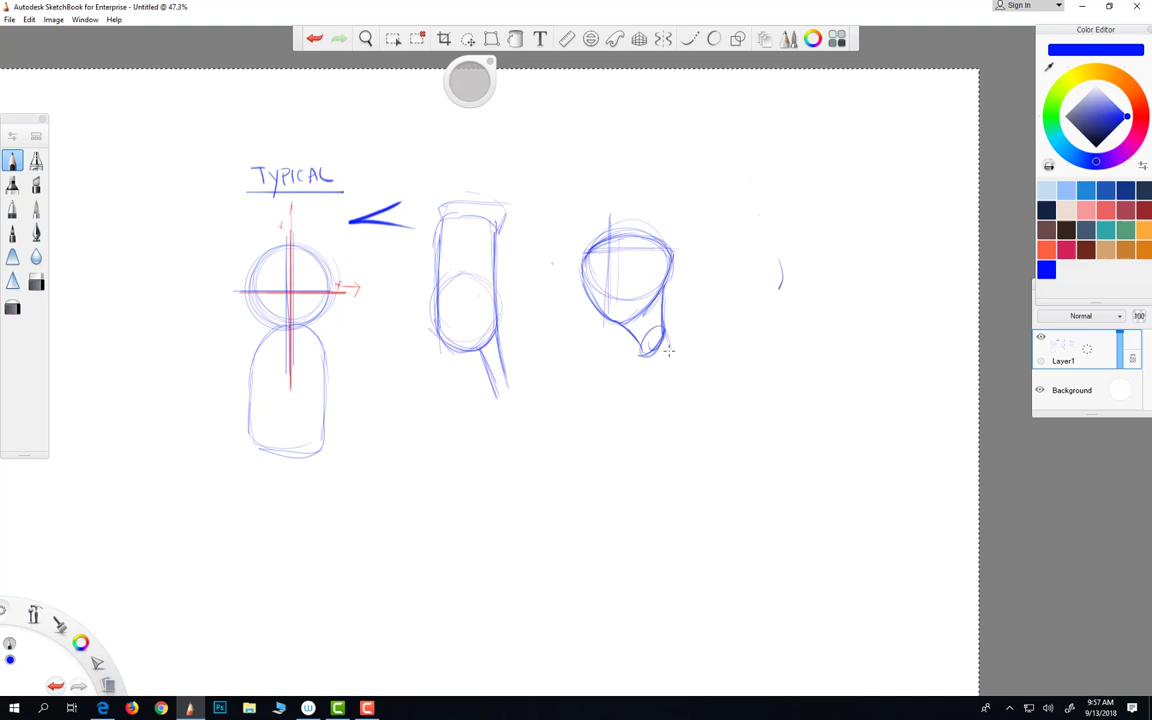 Autodesk SketchBook for Enterprise - Untitled @ 47.3%
Sign In
File Edit Image Window Help
T
Color Editor
TYPICAL
Normal
100
Layer1
Background
9:57 AM
9/13/2018